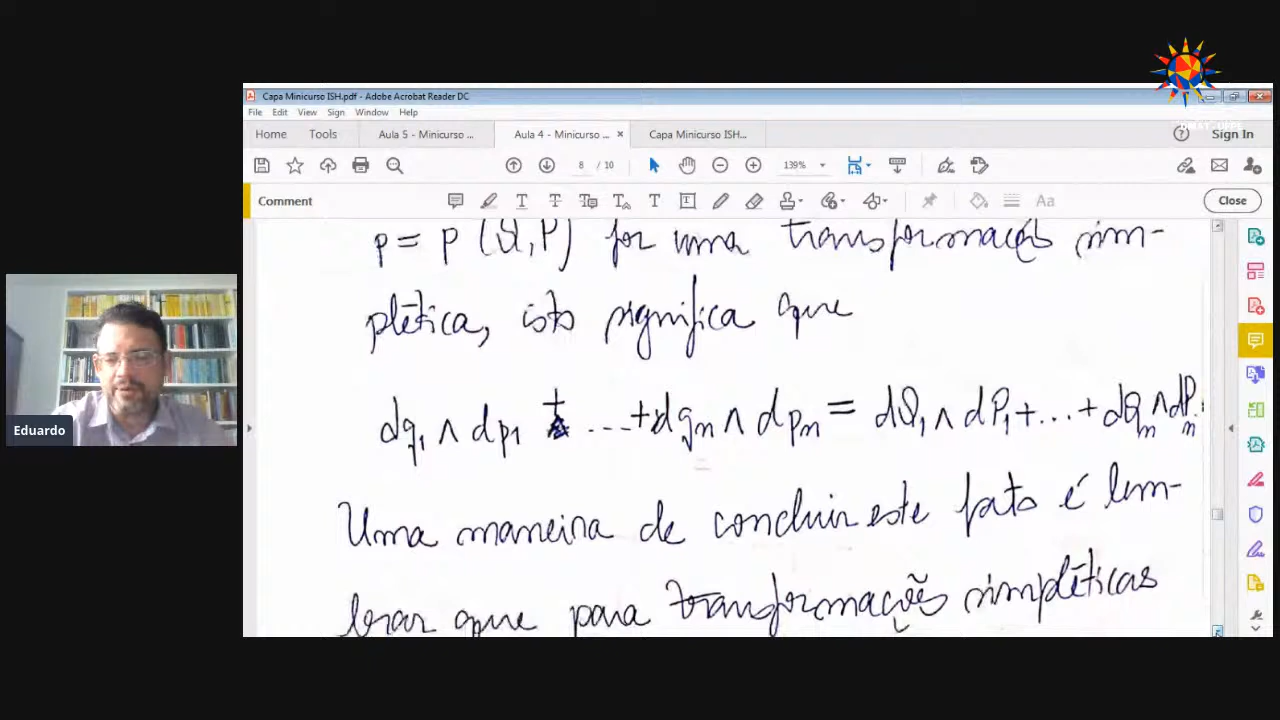 Capa Minicurso ISH.pdf - Adobe Acrobat Reader DC
File Edit View Sign Window Help
Home Tools Aula 5 - Minicurso ... Aula 4 - Minicurso ... × Capa Minicurso ISH...
Sign In
8 / 10 139%
Comment
Close
p = p (Q, P) for uma transformação sim-
plética, isto significa que
dq₁ ∧ dp₁ + ... + dqₙ ∧ dpₙ = dQ₁ ∧ dP₁ + ... + dQₙ ∧ dPₙ
Uma maneira de concluir este fato é lem-
brar que para transformações simpléticas
Eduardo